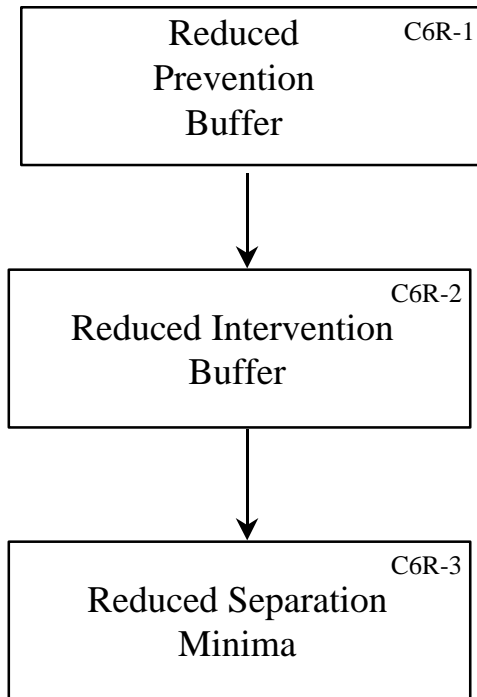 Reduced
C6R-1
Prevention
Buffer
C6R-2
Reduced Intervention
Buffer
C6R-3
Reduced Separation
Minima